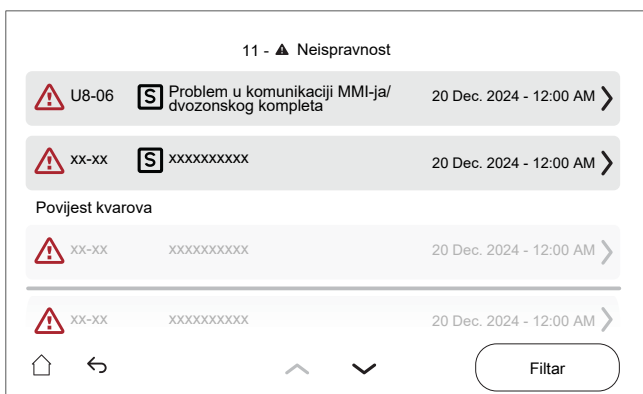 11 - Neispravnost
U8-06 S Problem u komunikaciji MMI-ja/
dvozonskog kompleta 20 Dec. 2024 - 12:00 AM
xx-xx S xxxxxxxxxx 20 Dec. 2024 - 12:00 AM
Povijest kvarova
xx-xx xxxxxxxxxx 20 Dec. 2024 - 12:00 AM
xx-xx xxxxxxxxxx 20 Dec. 2024 - 12:00 AM
Filtar